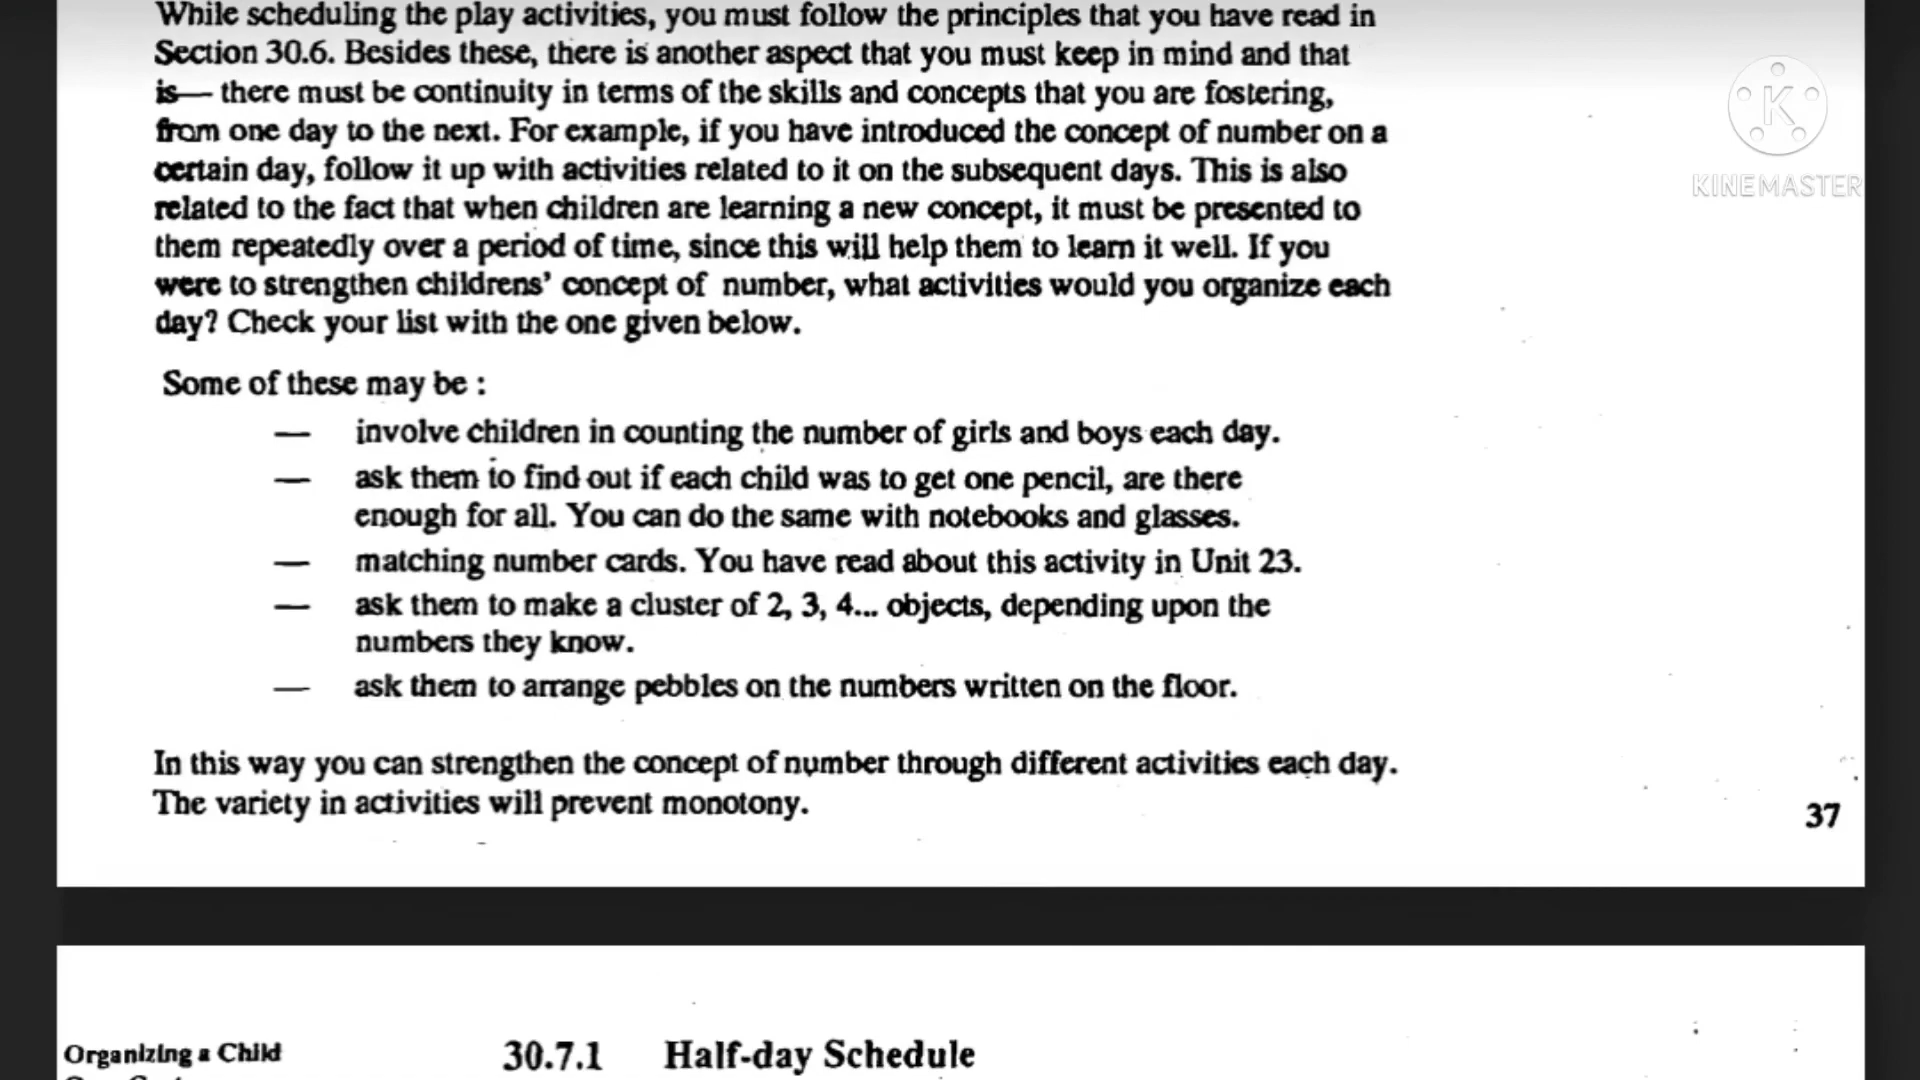 While scheduling the play activities, you must follow the principles that you have read in
Section 30.6. Besides these, there is another aspect that you must keep in mind and that
is— there must be continuity in terms of the skills and concepts that you are fostering,
from one day to the next. For example, if you have introduced the concept of number on a
certain day, follow it up with activities related to it on the subsequent days. This is also
related to the fact that when children are learning a new concept, it must be presented to
them repeatedly over a period of time, since this will help them to learn it well. If you
were to strengthen childrens' concept of number, what activities would you organize each
day? Check your list with the one given below.
Some of these may be :
— involve children in counting the number of girls and boys each day.
— ask them to find out if each child was to get one pencil, are there
enough for all. You can do the same with notebooks and glasses.
— matching number cards. You have read about this activity in Unit 23.
— ask them to make a cluster of 2, 3, 4... objects, depending upon the
numbers they know.
— ask them to arrange pebbles on the numbers written on the floor.
In this way you can strengthen the concept of number through different activities each day.
The variety in activities will prevent monotony.
37
Organizing a Child
30.7.1 Half-day Schedule
K
KINEMASTER